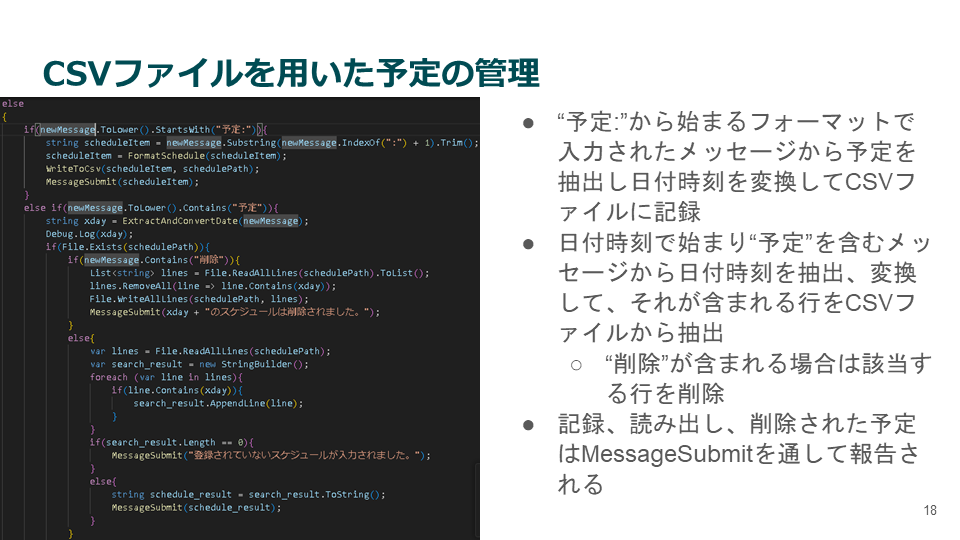 CSVファイルを用いた予定の管理
else
{
if(newMessage.ToLower().StartsWith("予定:")){
string scheduleItem = newMessage.Substring(newMessage.IndexOf(":") + 1).Trim();
scheduleItem = FormatSchedule(scheduleItem);
WriteToCsv(scheduleItem, schedulePath);
MessageSubmit(scheduleItem);
}
else if(newMessage.ToLower().Contains("予定")){
string xday = ExtractAndConvertDate(newMessage);
Debug.Log(xday);
if(File.Exists(schedulePath)){
if(newMessage.Contains("削除")){
List<string> lines = File.ReadAllLines(schedulePath).ToList();
lines.RemoveAll(line => line.Contains(xday));
File.WriteAllLines(schedulePath, lines);
MessageSubmit(xday + "のスケジュールは削除されました。");
}
else{
var lines = File.ReadAllLines(schedulePath);
var search_result = new StringBuilder();
foreach (var line in lines){
if(line.Contains(xday)){
search_result.AppendLine(line);
}
}
if(search_result.Length == 0){
MessageSubmit("登録されていないスケジュールが入力されました。");
}
else{
string schedule_result = search_result.ToString();
MessageSubmit(schedule_result);
}
}
● “予定:”から始まるフォーマットで
入力されたメッセージから予定を
抽出し日付時刻を変換してCSVフ
ァイルに記録
● 日付時刻で始まり“予定”を含むメッ
セージから日付時刻を抽出、変換
して、それが含まれる行をCSVフ
ァイルから抽出
○ “削除”が含まれる場合は該当す
る行を削除
● 記録、読み出し、削除された予定
はMessageSubmitを通して報告さ
れる
18